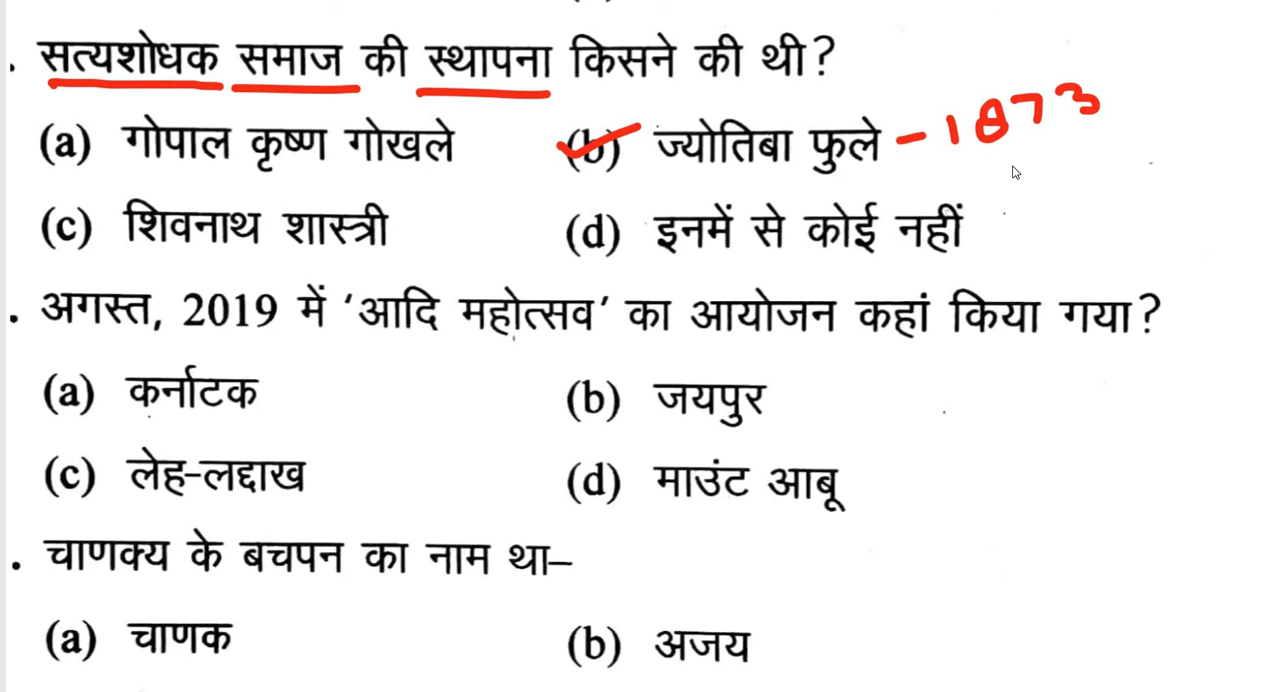 . सत्यशोधक समाज की स्थापना किसने की थी?
(a) गोपाल कृष्ण गोखले (b) ज्योतिबा फुले - 1873
(c) शिवनाथ शास्त्री (d) इनमें से कोई नहीं
. अगस्त, 2019 में ‘आदि महोत्सव’ का आयोजन कहां किया गया?
(a) कर्नाटक (b) जयपुर
(c) लेह-लद्दाख (d) माउंट आबू
. चाणक्य के बचपन का नाम था–
(a) चाणक (b) अजय